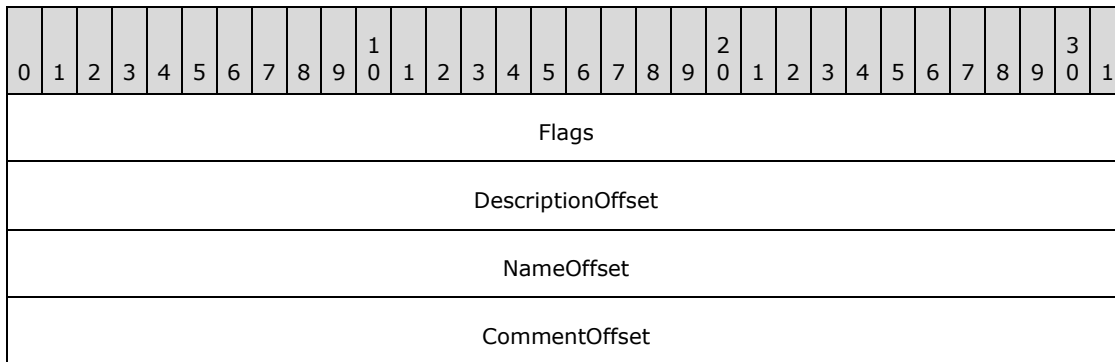 0 1 2 3 4 5 6 7 8 9 1 0 1 2 3 4 5 6 7 8 9 2 0 1 2 3 4 5 6 7 8 9 3 0 1
Flags
DescriptionOffset
NameOffset
CommentOffset